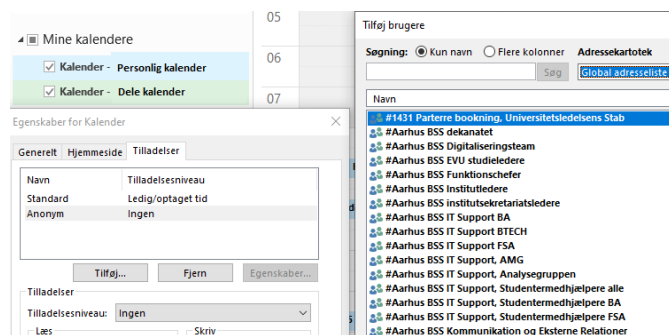 05
Mine kalendere
Kalender - Personlig kalender
06
Kalender - Dele kalender
07
Egenskaber for Kalender
Generelt Hjemmeside Tilladelser
Navn Tilladelsesniveau
Standard Ledig/optaget tid
Anonym Ingen
Tilføj... Fjern Egenskaber...
Tilladelser
Tilladelsesniveau: Ingen
Læs Skriv
Tilføj brugere
Søgning: Kun navn Flere kolonner Adressekartotek
Søg Global adresseliste
Navn
#1431 Parterre bookning, Universitetsledelsens Stab
#Aarhus BSS dekanatet
#Aarhus BSS Digitaliseringsteam
#Aarhus BSS EVU studieledere
#Aarhus BSS Funktionschefer
#Aarhus BSS Institutledere
#Aarhus BSS institutsekretariatsledere
#Aarhus BSS IT Support BA
#Aarhus BSS IT Support BTECH
#Aarhus BSS IT Support FSA
#Aarhus BSS IT Support, AMG
#Aarhus BSS IT Support, Analysegruppen
#Aarhus BSS IT Support, Studentermedhjælpere alle
#Aarhus BSS IT Support, Studentermedhjælpere BA
#Aarhus BSS IT Support, Studentermedhjælpere FSA
#Aarhus BSS Kommunikation og Eksterne Relationer